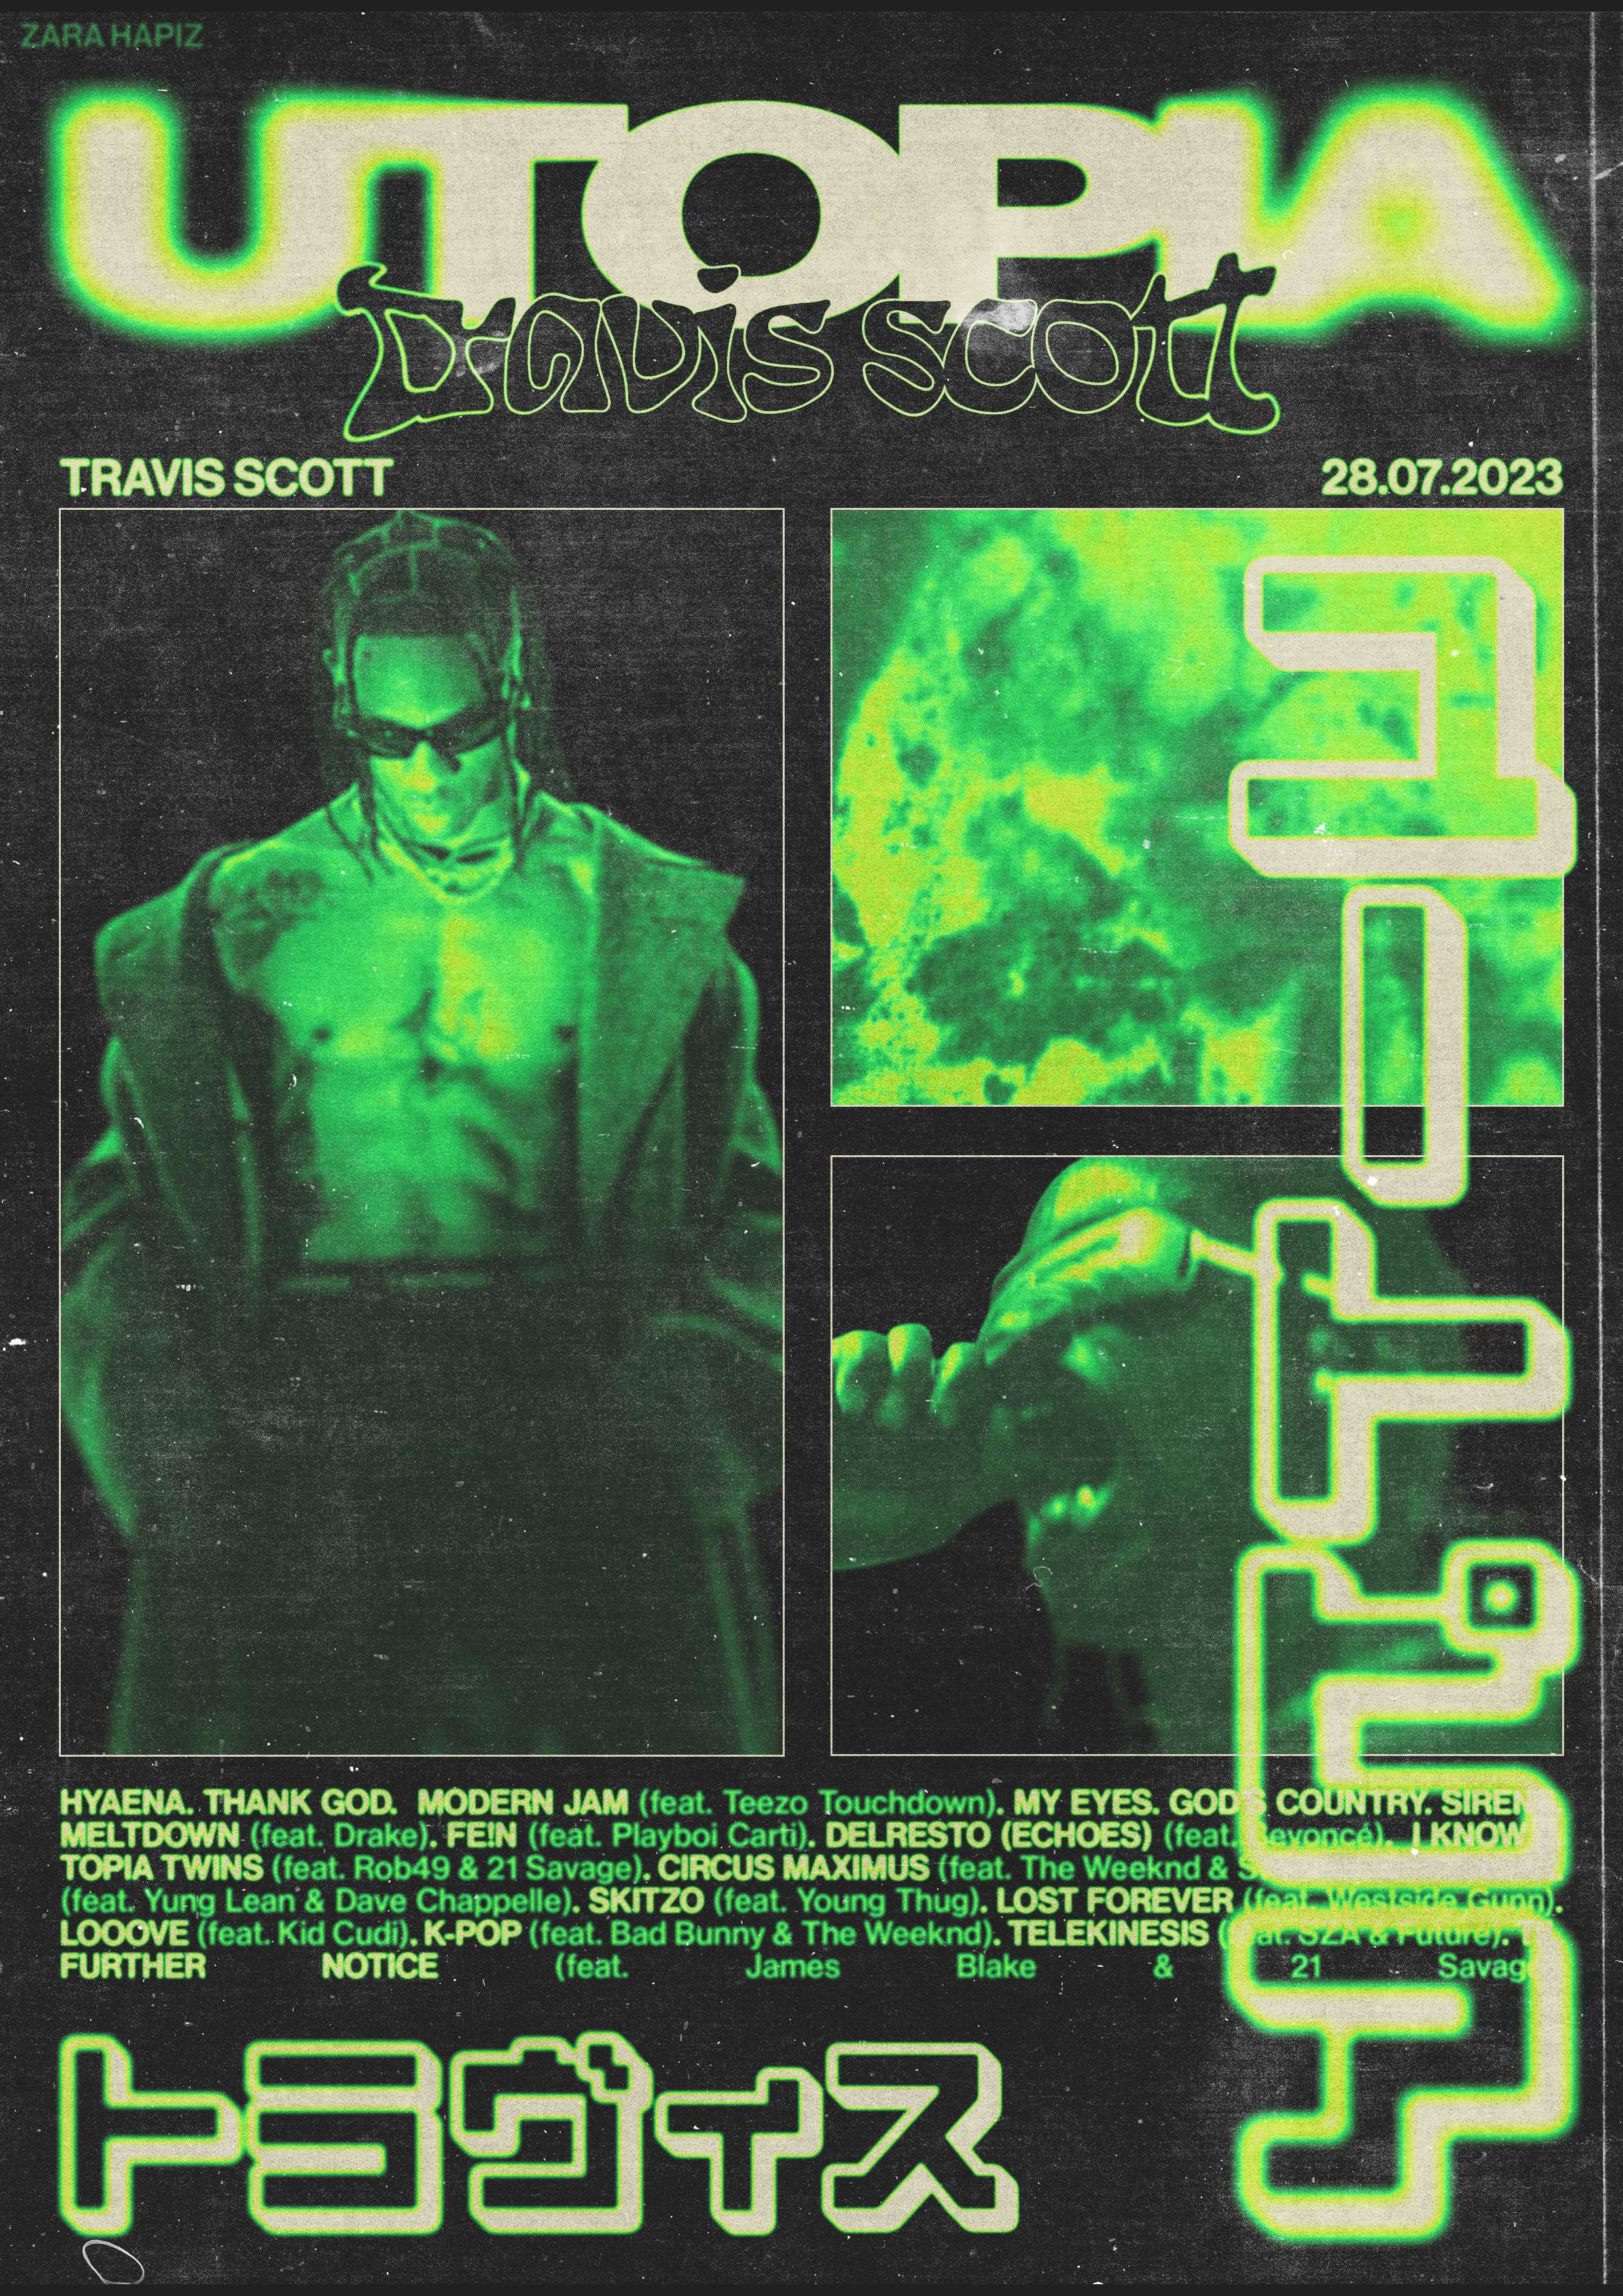 ZARA HAPIZ
UTOPIA
Travis Scott
TRAVIS SCOTT
28.07.2023
ユートピア
HYAENA. THANK GOD. MODERN JAM (feat. Teezo Touchdown). MY EYES. GOD'S COUNTRY. SIREN
MELTDOWN (feat. Drake). FE!N (feat. Playboi Carti). DELRESTO (ECHOES) (feat. Beyoncé). I KNOW
TOPIA TWINS (feat. Rob49 & 21 Savage). CIRCUS MAXIMUS (feat. The Weeknd &
(feat. Yung Lean & Dave Chappelle). SKITZO (feat. Young Thug). LOST FOREVER (feat. Westside Gunn).
LOOOVE (feat. Kid Cudi). K-POP (feat. Bad Bunny & The Weeknd). TELEKINESIS (feat. SZA & Future).
FURTHER NOTICE (feat. James Blake & 21 Savage
トラヴィス